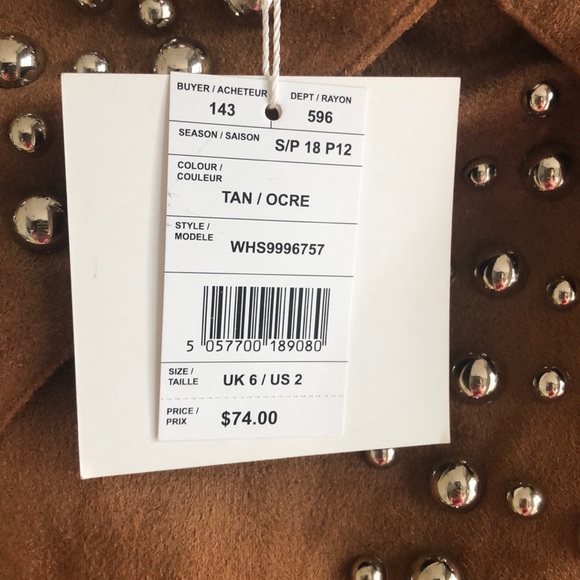 BUYER / ACHETEUR DEPT / RAYON
143 596
SEASON / SAISON S/P 18 P12
COLOUR /
COULEUR
TAN / OCRE
STYLE /
MODELE
WHS9996757
5 057700 189080
SIZE /
TAILLE UK 6 / US 2
PRICE /
PRIX $74.00